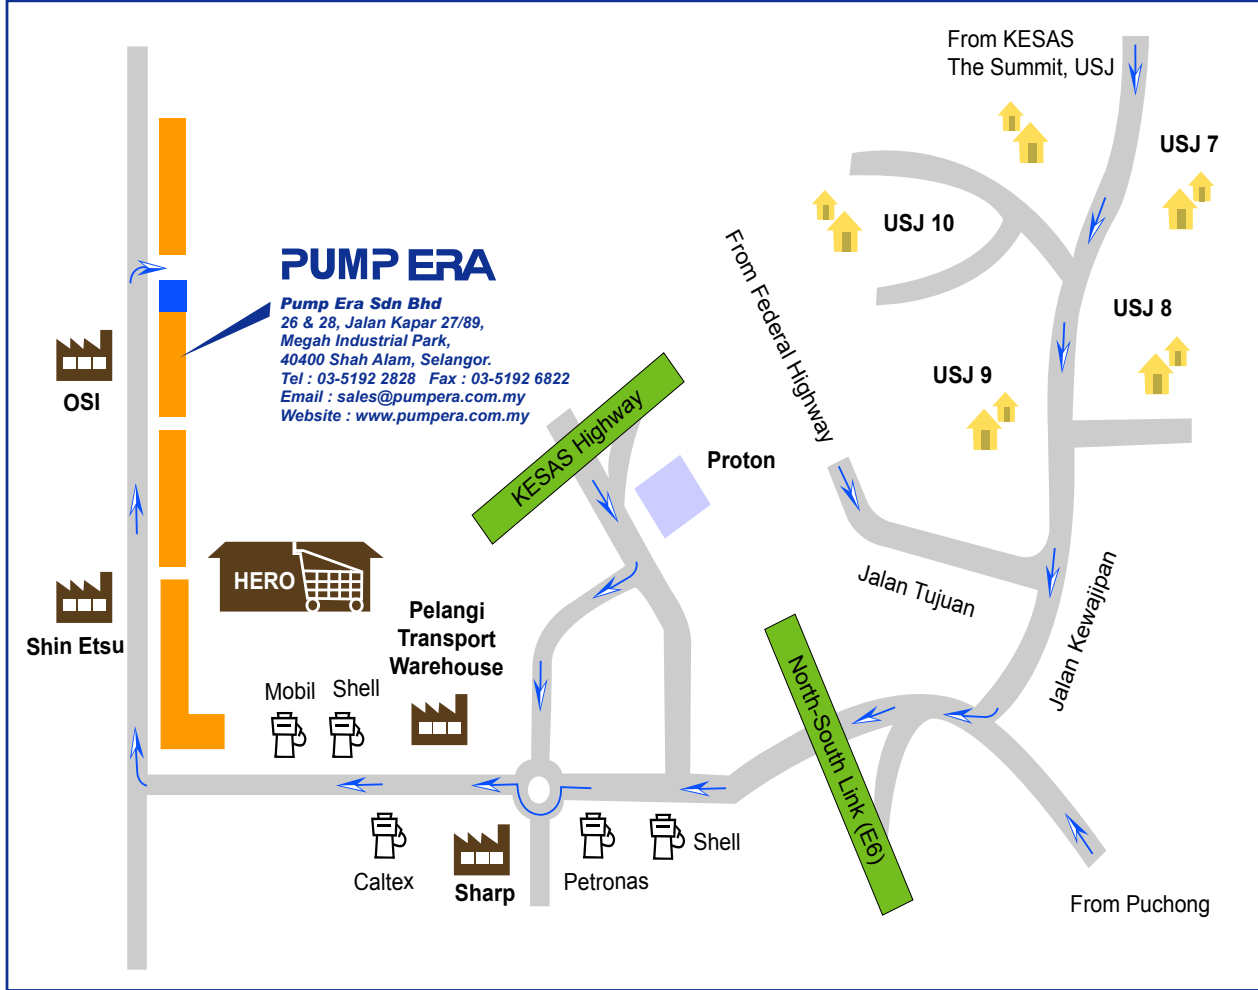 From KESAS
The Summit, USJ
USJ 7
USJ 10
From Federal Highway
PUMP ERA
Pump Era Sdn Bhd
26 & 28, Jalan Kapar 27/89,
Megah Industrial Park,
40400 Shah Alam, Selangor.
Tel : 03-5192 2828 Fax : 03-5192 6822
Email : sales@pumpera.com.my
Website : www.pumpera.com.my
USJ 8
USJ 9
OSI
KESAS Highway
Proton
HERO
Jalan Tujuan
Jalan Kewajipan
Shin Etsu
Pelangi
Transport
Warehouse
Mobil
Shell
North-South Link (E6)
Caltex
Sharp
Petronas
Shell
From Puchong